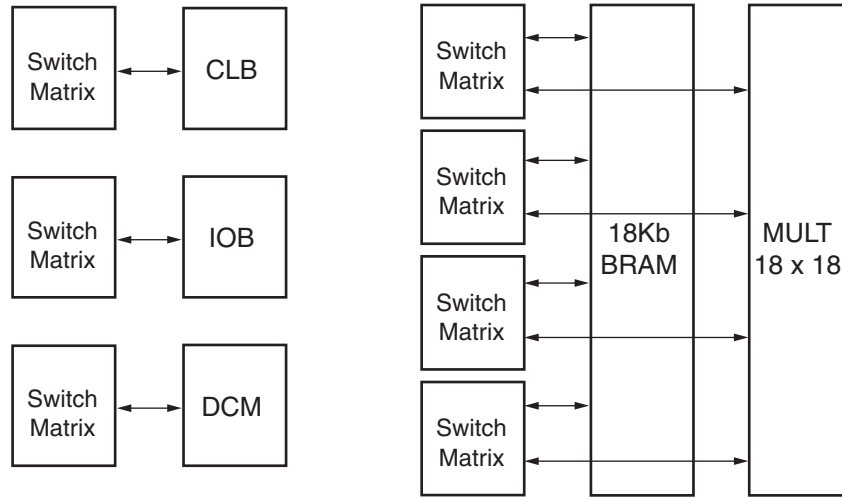 Switch
Matrix
CLB
Switch
Matrix
IOB
Switch
Matrix
DCM
Switch
Matrix
Switch
Matrix
Switch
Matrix
Switch
Matrix
18Kb
BRAM
MULT
18 x 18